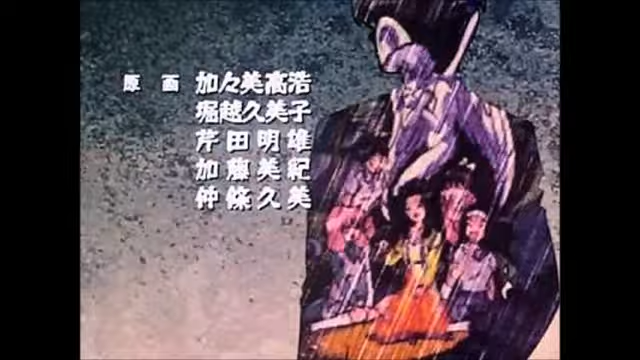 原画 加々美高浩
堀越久美子
芹田明雄
加藤美紀
仲條久美